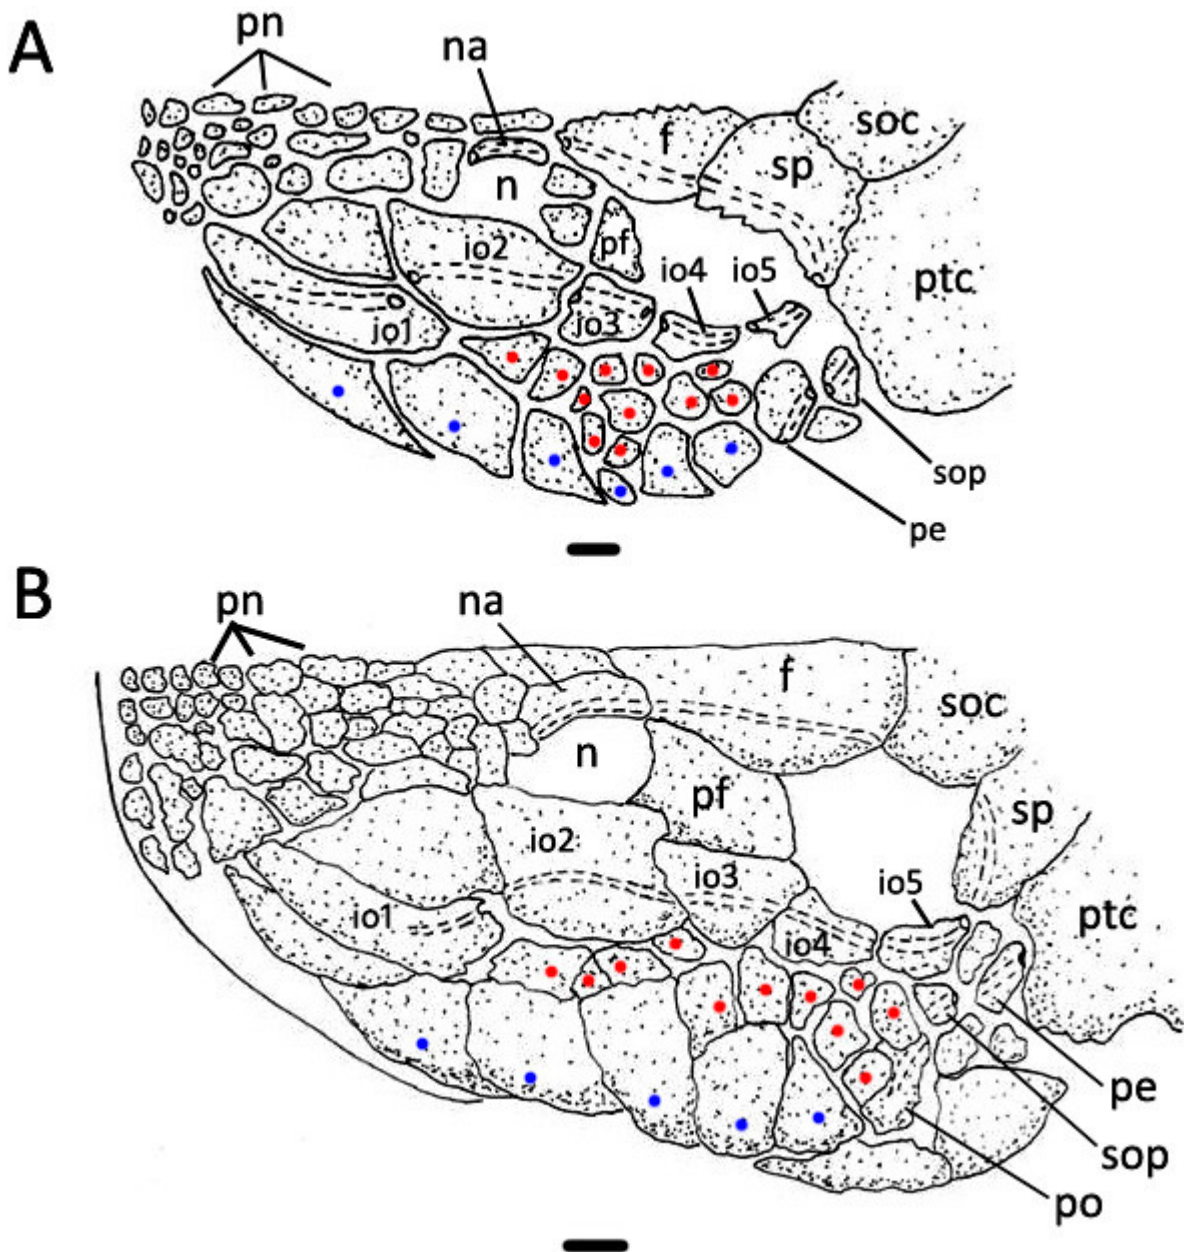 A
pn
na
f
soc
sp
n
io2
pf
io4
io5
ptc
io1
io3
sop
pe
B
pn
na
f
soc
n
pf
sp
io2
io3
io5
io1
io4
ptc
pe
sop
po